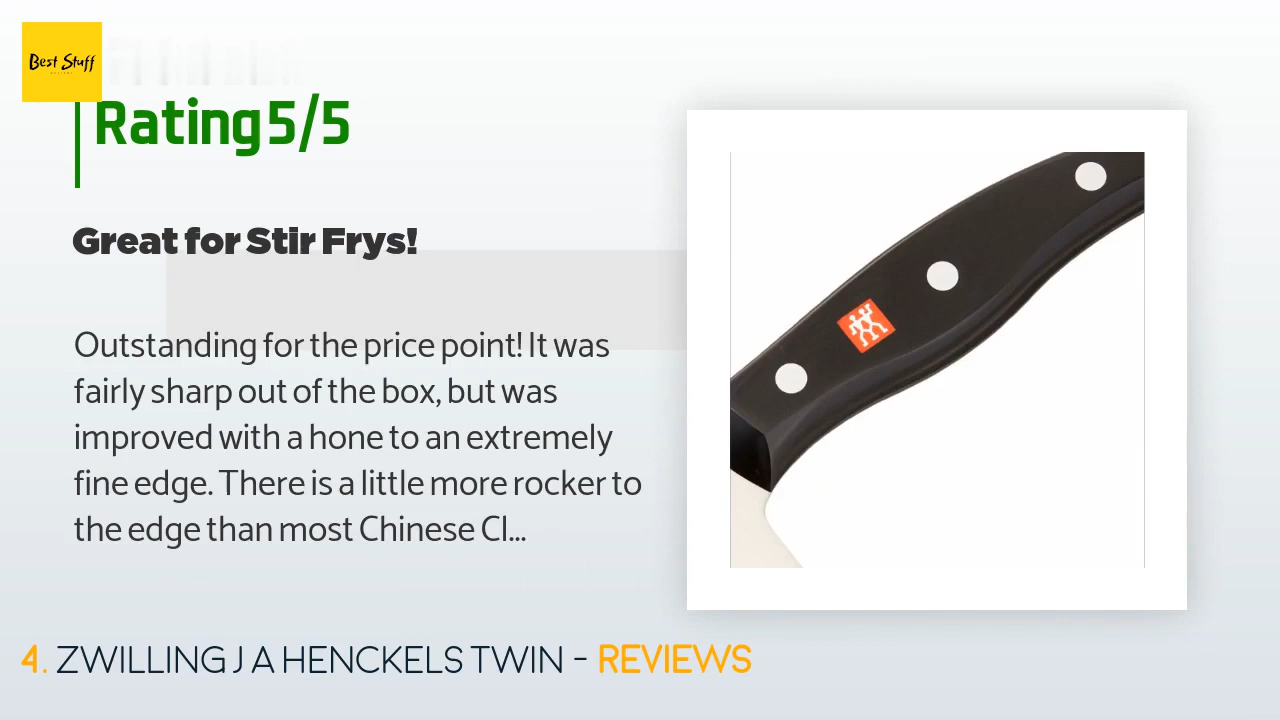 Best Stuff
Rating 5/5
Great for Stir Frys!
Outstanding for the price point! It was
fairly sharp out of the box, but was
improved with a hone to an extremely
fine edge. There is a little more rocker to
the edge than most Chinese Cl...
4. ZWILLING J A HENCKELS TWIN - REVIEWS